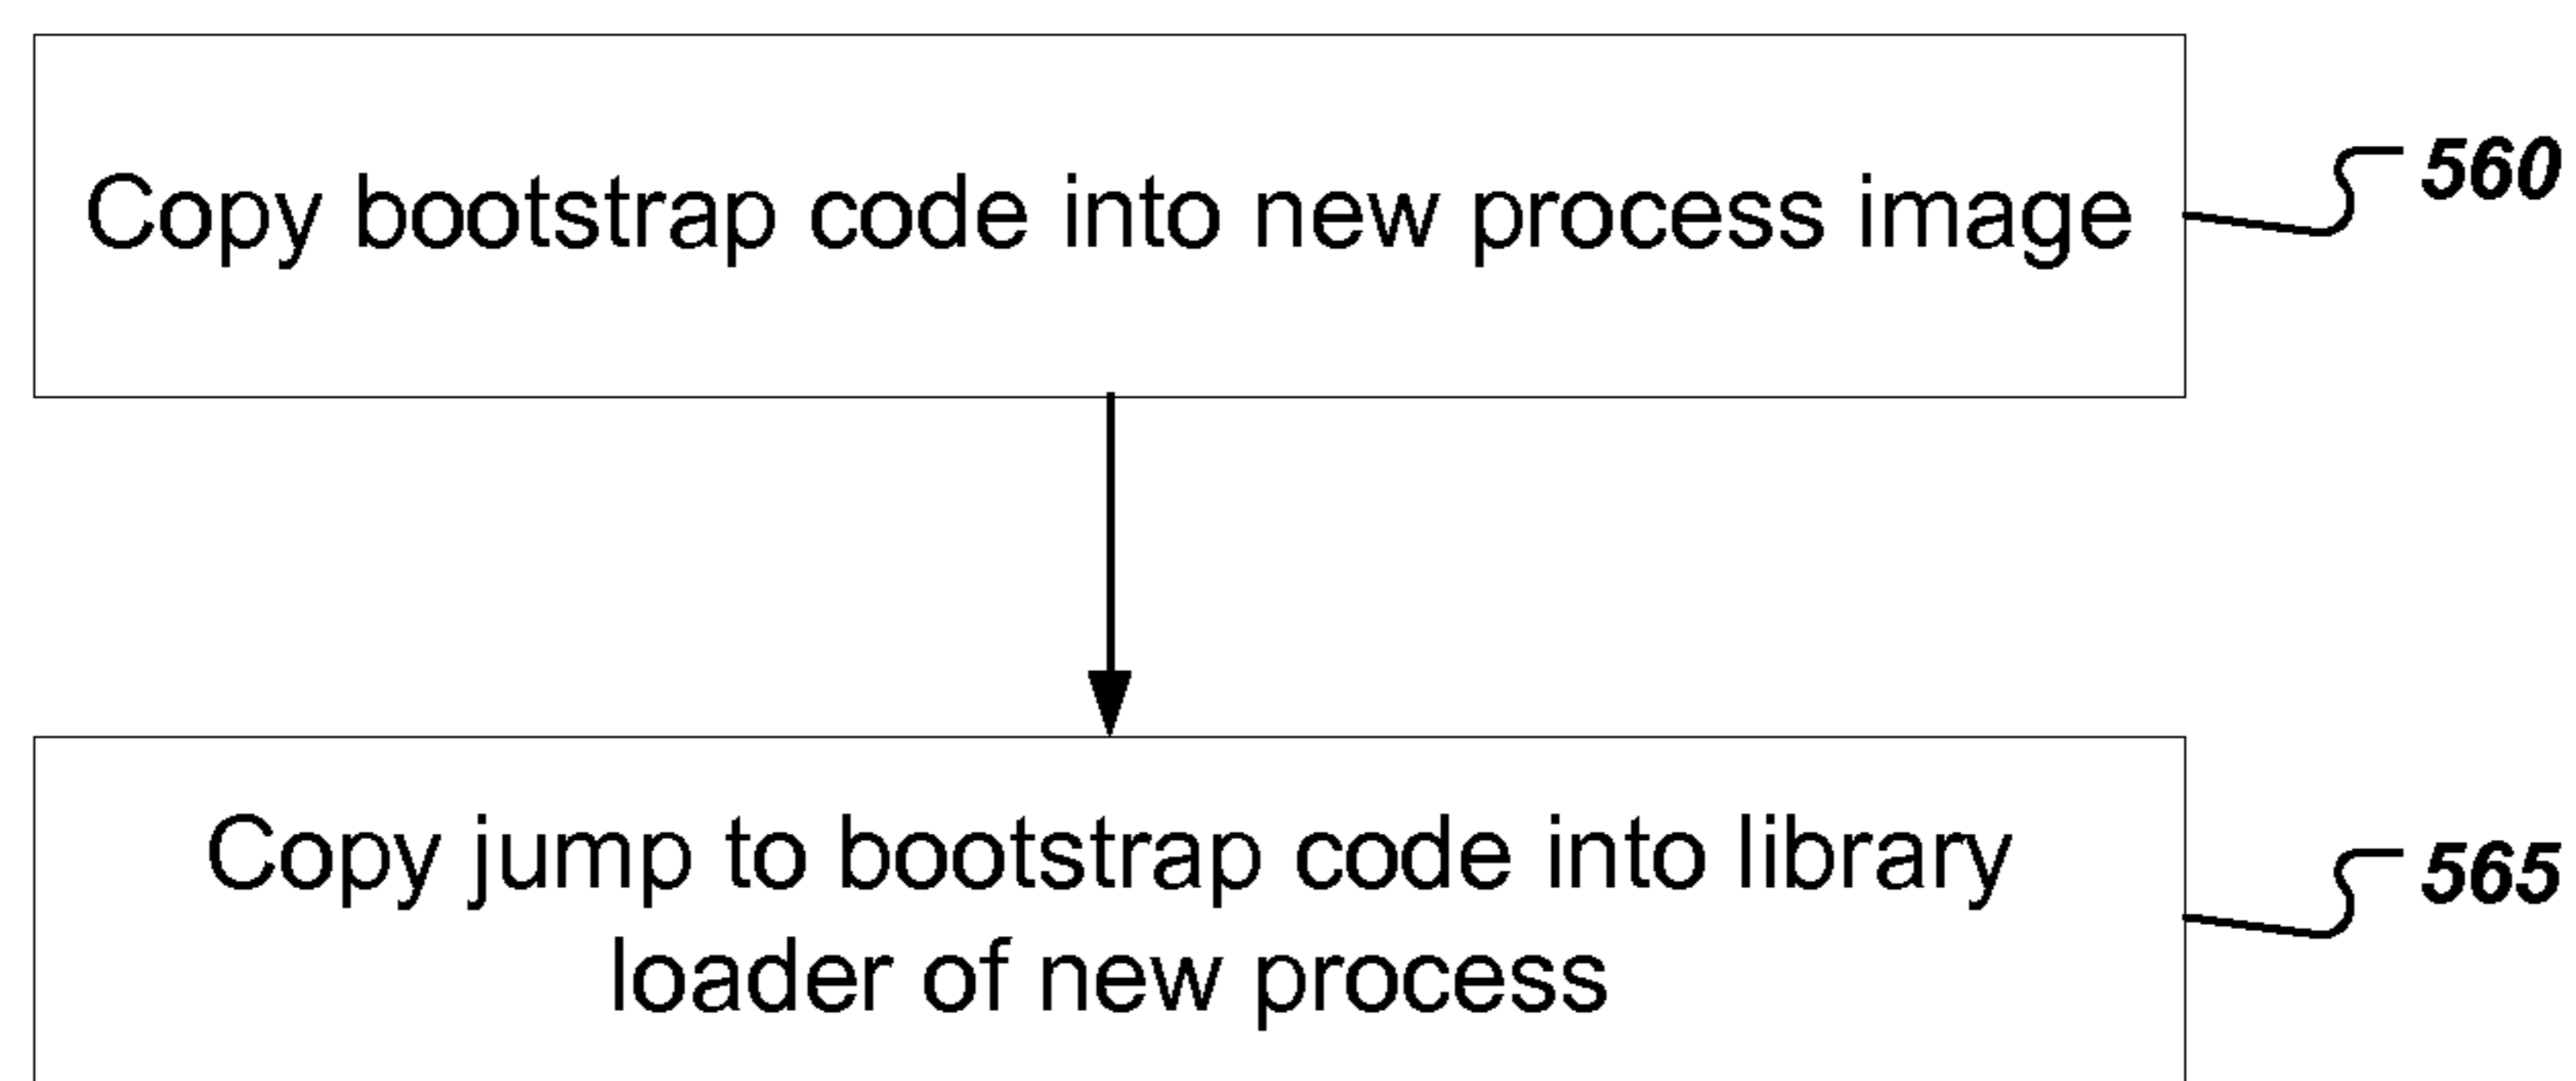 Copy bootstrap code into new process image
560
Copy jump to bootstrap code into library
loader of new process
565